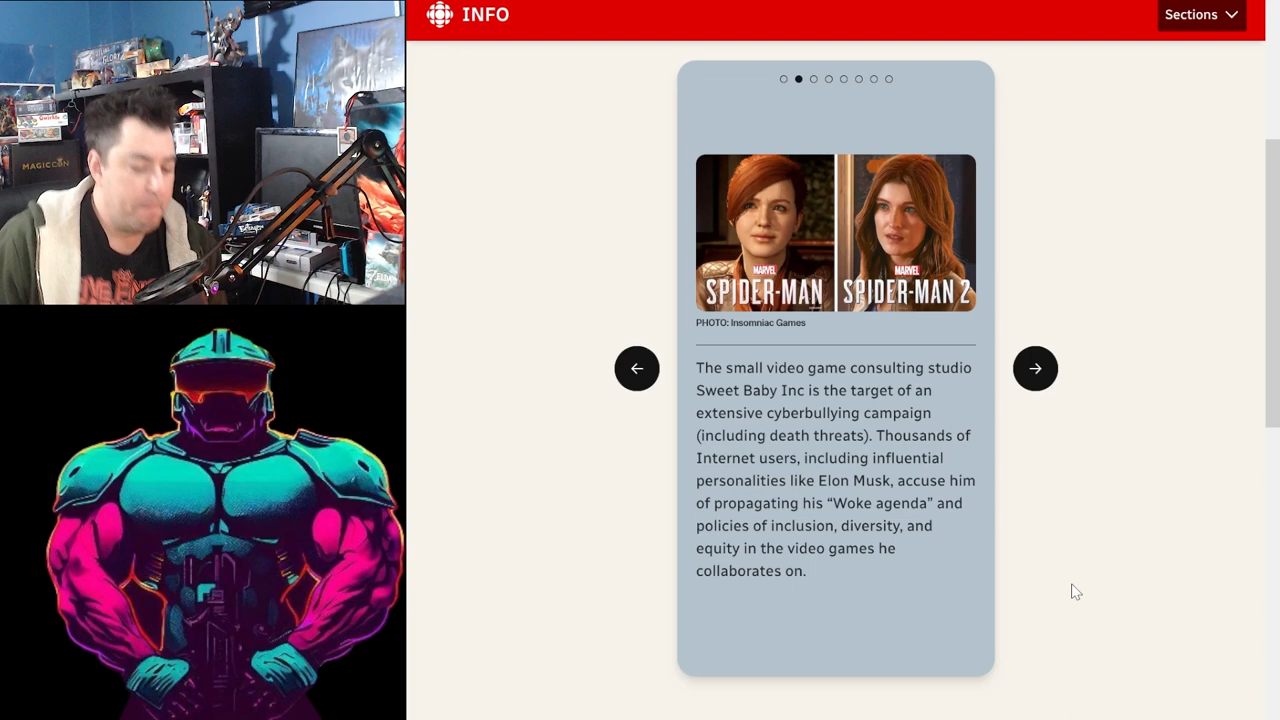 INFO
Sections
MAGICCON
MARVEL
SPIDER-MAN
MARVEL
SPIDER-MAN 2
PHOTO: Insomniac Games
The small video game consulting studio
Sweet Baby Inc is the target of an
extensive cyberbullying campaign
(including death threats). Thousands of
Internet users, including influential
personalities like Elon Musk, accuse him
of propagating his “Woke agenda” and
policies of inclusion, diversity, and
equity in the video games he
collaborates on.